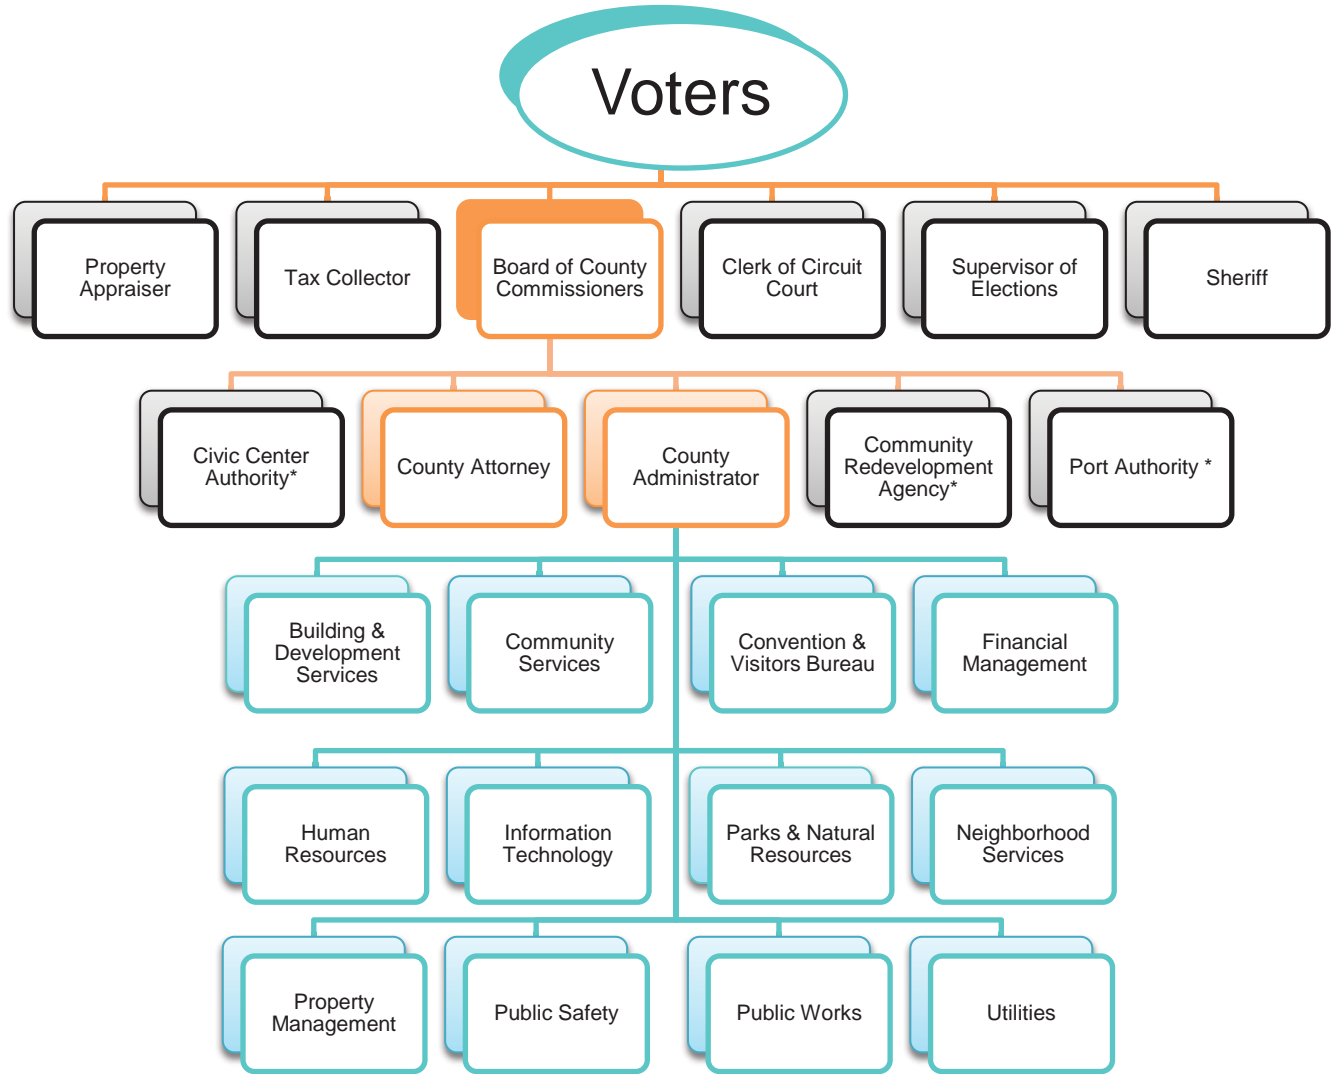 Voters
Property
Appraiser
Tax Collector
Board of County
Commissioners
Clerk of Circuit
Court
Supervisor of
Elections
Sheriff
Civic Center
Authority*
County Attorney
County
Administrator
Community
Redevelopment
Agency*
Port Authority *
Building &
Development
Services
Community
Services
Convention &
Visitors Bureau
Financial
Management
Human
Resources
Information
Technology
Parks & Natural
Resources
Neighborhood
Services
Property
Management
Public Safety
Public Works
Utilities